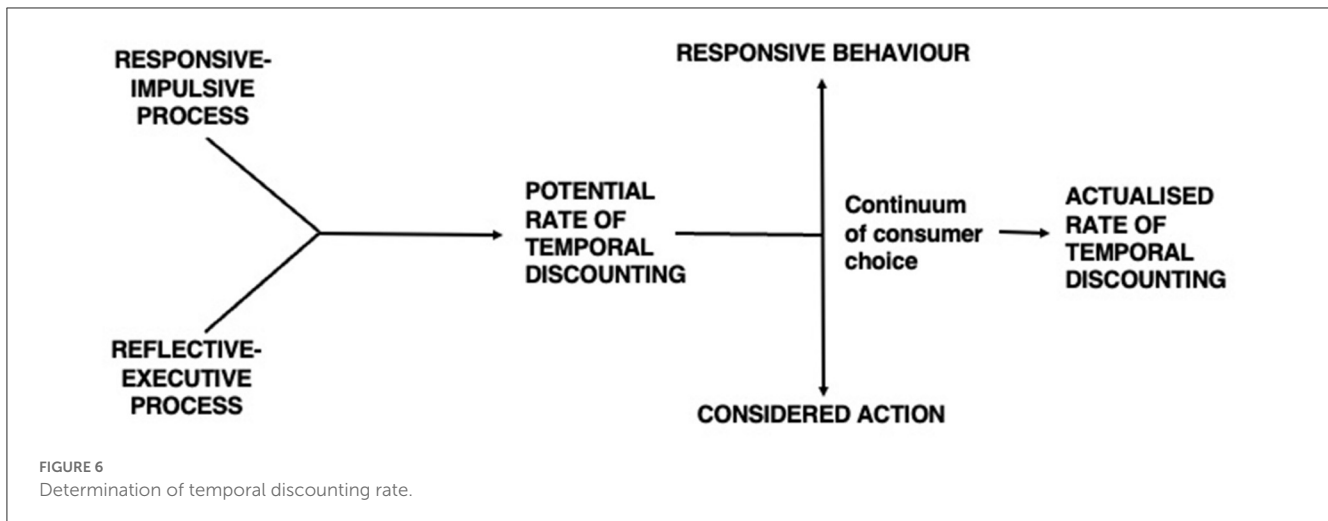 RESPONSIVE-
IMPULSIVE
PROCESS
REFLECTIVE-
EXECUTIVE
PROCESS
POTENTIAL
RATE OF
TEMPORAL
DISCOUNTING
RESPONSIVE BEHAVIOUR
Continuum
of consumer
choice
CONSIDERED ACTION
ACTUALISED
RATE OF
TEMPORAL
DISCOUNTING
FIGURE 6
Determination of temporal discounting rate.